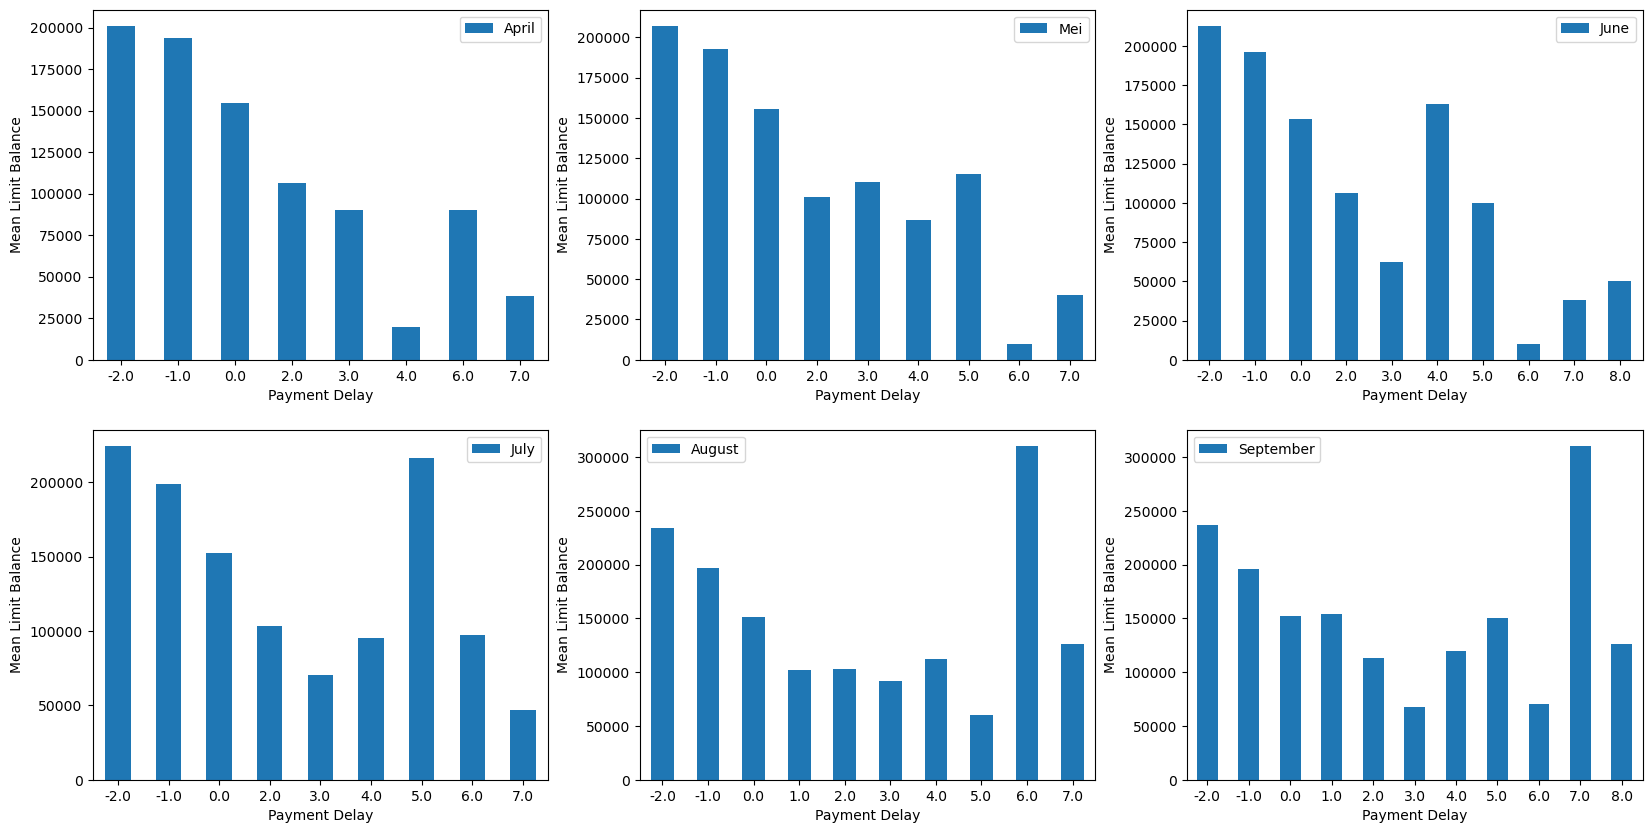 April
200000
175000
150000
125000
100000
75000
50000
25000
0
Mean Limit Balance
-2.0 -1.0 0.0 2.0 3.0 4.0 6.0 7.0
Payment Delay
Mei
200000
175000
150000
125000
100000
75000
50000
25000
0
Mean Limit Balance
-2.0 -1.0 0.0 2.0 3.0 4.0 5.0 6.0 7.0
Payment Delay
June
200000
175000
150000
125000
100000
75000
50000
25000
0
Mean Limit Balance
-2.0 -1.0 0.0 2.0 3.0 4.0 5.0 6.0 7.0 8.0
Payment Delay
July
200000
150000
100000
50000
0
Mean Limit Balance
-2.0 -1.0 0.0 2.0 3.0 4.0 5.0 6.0 7.0
Payment Delay
August
300000
250000
200000
150000
100000
50000
0
Mean Limit Balance
-2.0 -1.0 0.0 1.0 2.0 3.0 4.0 5.0 6.0 7.0
Payment Delay
September
300000
250000
200000
150000
100000
50000
0
Mean Limit Balance
-2.0 -1.0 0.0 1.0 2.0 3.0 4.0 5.0 6.0 7.0 8.0
Payment Delay